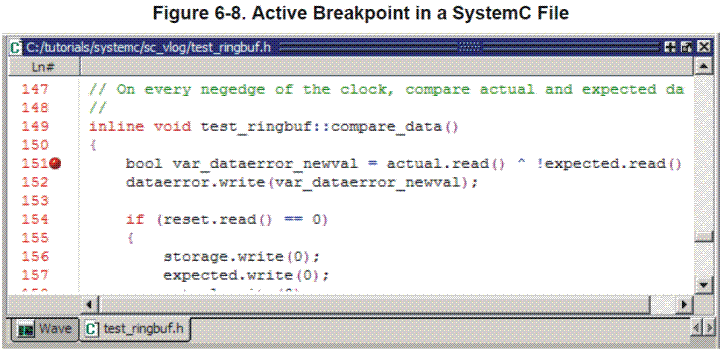 Figure 6-8. Active Breakpoint in a SystemC File
C:/tutorials/systemc/sc_vlog/test_ringbuf.h
Ln#
147 // On every negedge of the clock, compare actual and expected da
148 //
149 inline void test_ringbuf::compare_data()
150 {
151 bool var_dataerror_newval = actual.read() ^ !expected.read()
152 dataerror.write(var_dataerror_newval);
153
154 if (reset.read() == 0)
155 {
156 storage.write(0);
157 expected.write(0);
Wave
test_ringbuf.h